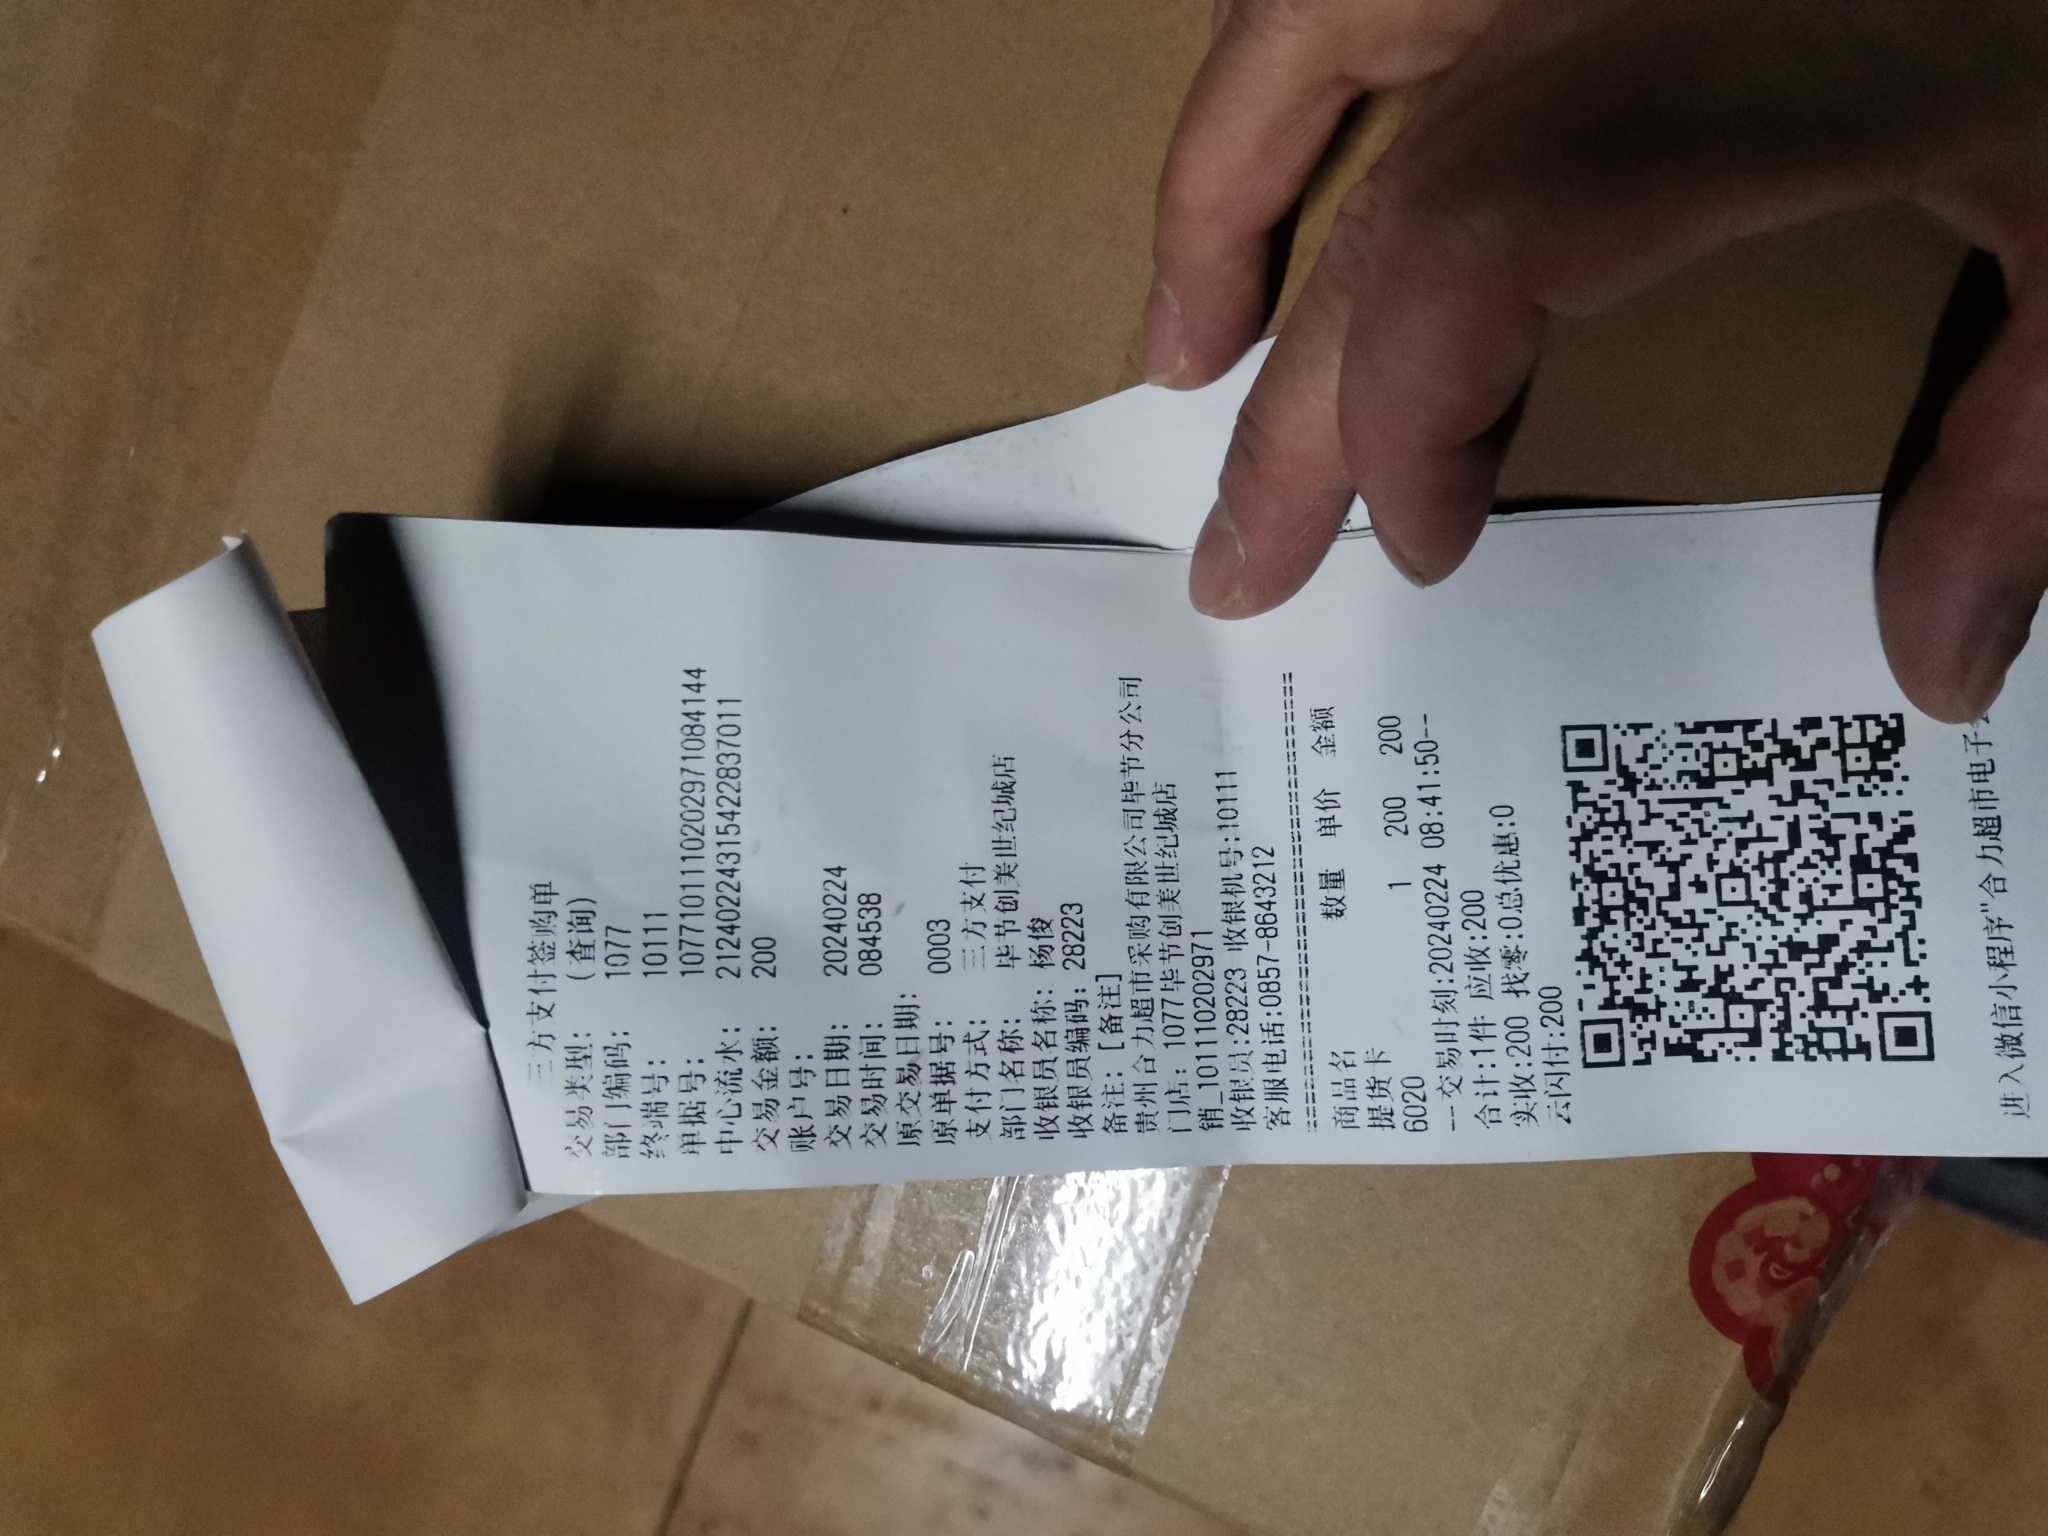 三方支付签购单
交易类型: (查询)
部门编码: 1077
终端号: 10111
单据号: 10771011110202971084144
中心流水: 212402243154228370​11
交易金额: 200
账户号:
交易日期: 20240224
交易时间: 084538
原交易日期:
原单据号: 0003
支付方式: 三方支付
部门名称: 毕节创美世纪城店
收银员名称: 杨俊
收银员编码: 28223
备注: [备注]
贵州合力超市采购有限公司毕节分公司
门店: 1077毕节创美世纪城店
销_1011110202971
收银员:28223 收银机号:10111
客服电话:0857-8643212
商品名 数量 单价 金额
提货卡
6020 1 200 200
--交易时刻:20240224 08:41:50--
合计:1件 应收:200
实收:200 找零:0总优惠:0
云闪付:200
进入微信小程序"合力超市电子